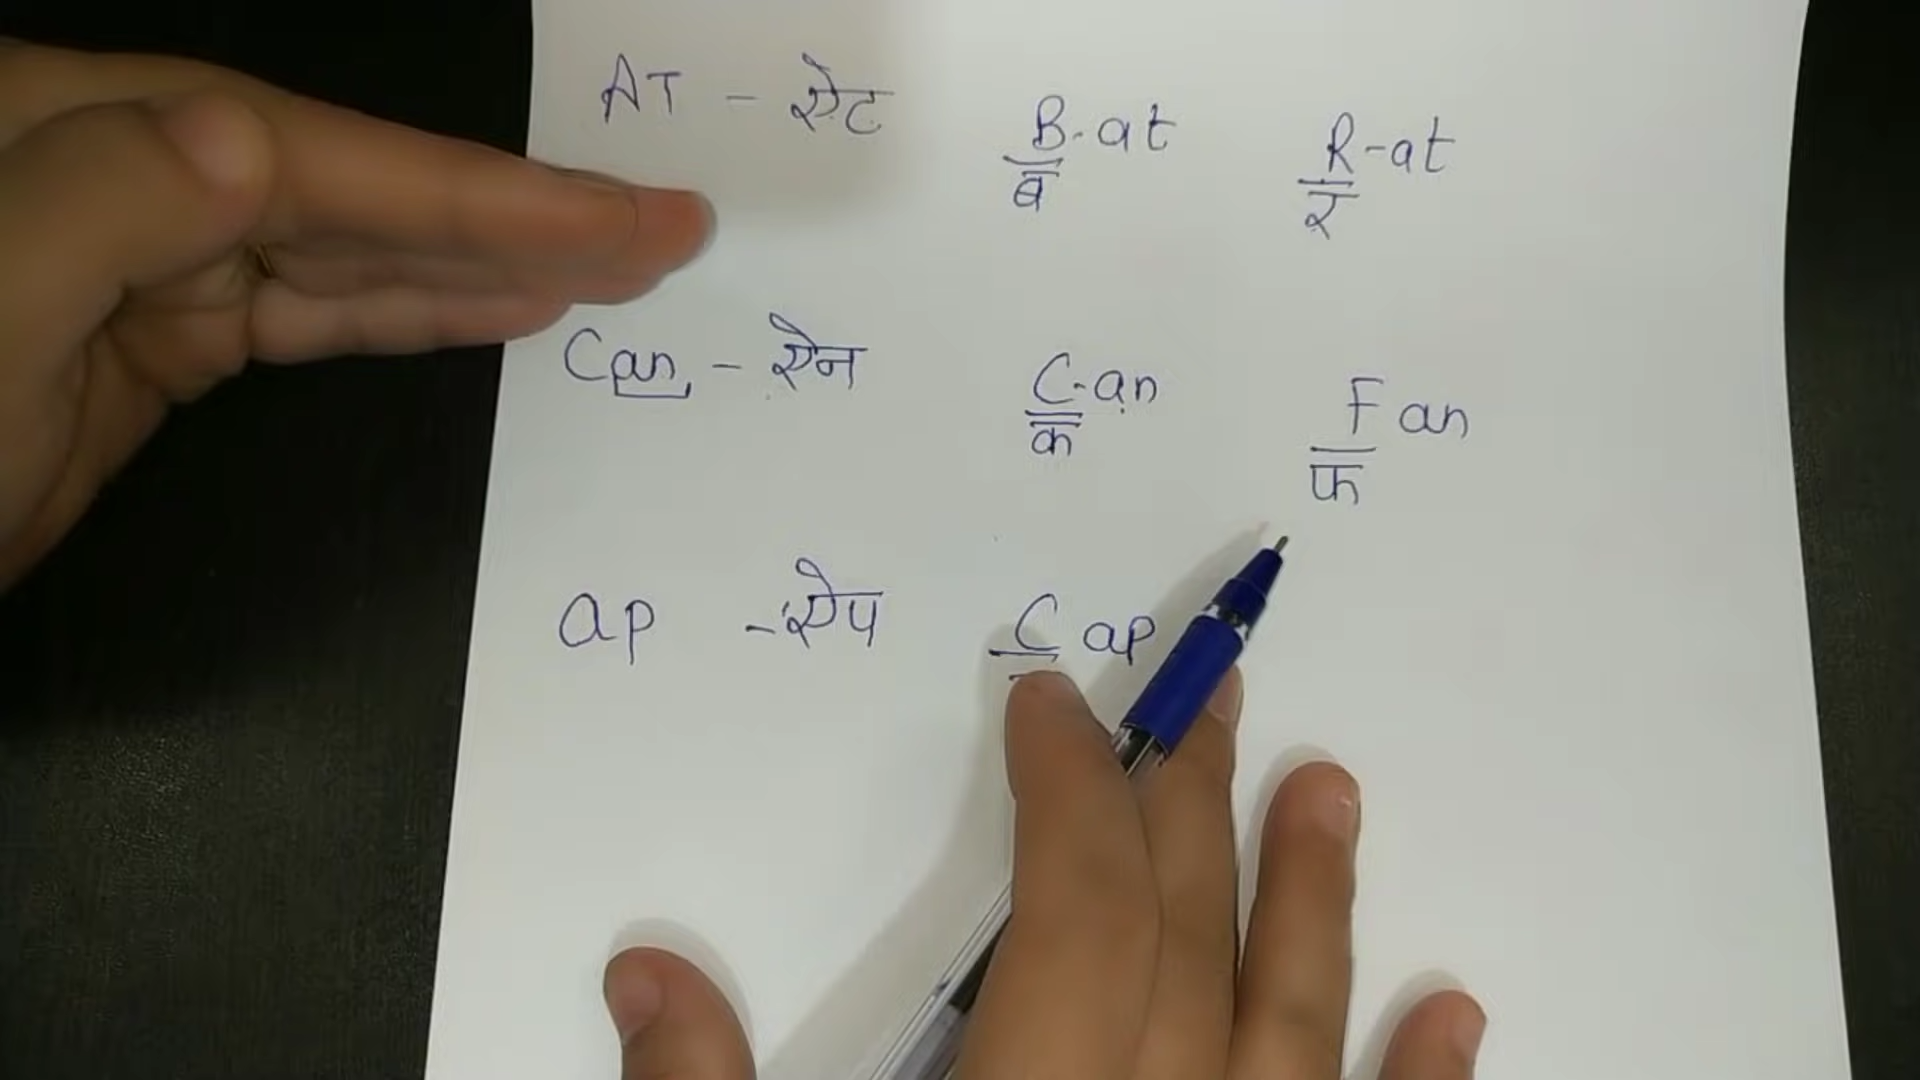 AT - ऐट B-at R-at
ब र
Can - ऐन C-an Fan
क फ
ap - ऐप Cap